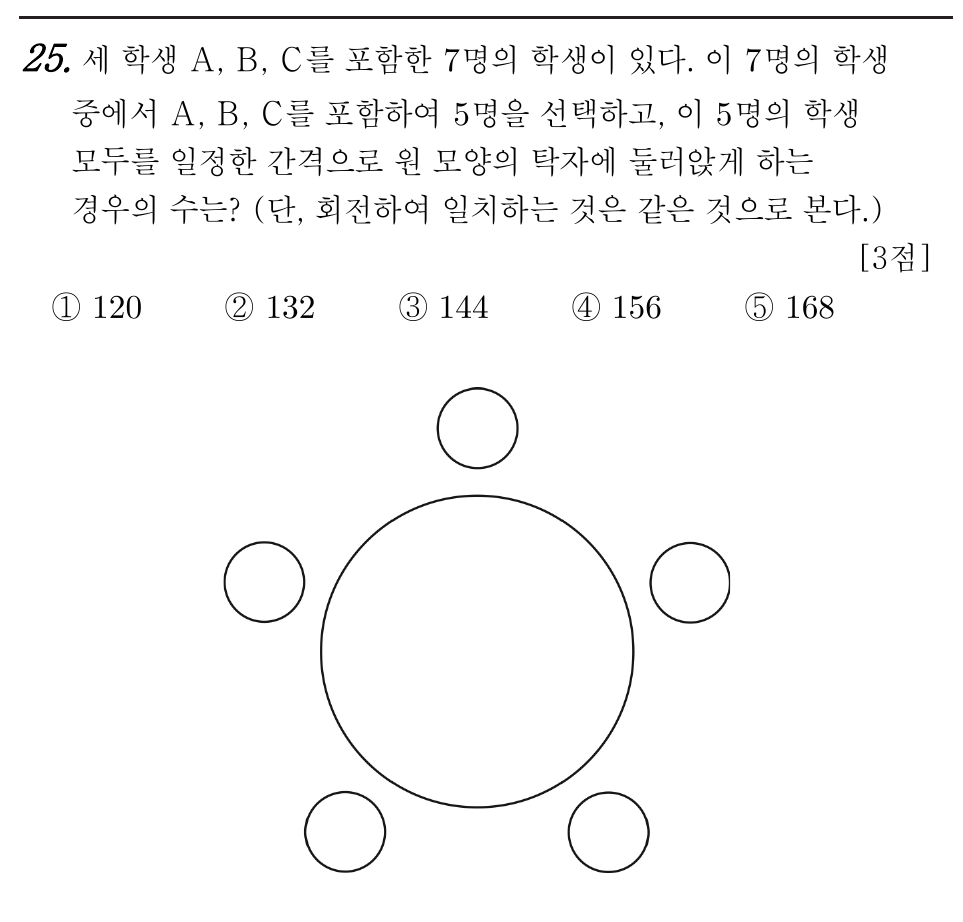 25. 세 학생 A, B, C를 포함한 7명의 학생이 있다. 이 7명의 학생
중에서 A, B, C를 포함하여 5명을 선택하고, 이 5명의 학생
모두를 일정한 간격으로 원 모양의 탁자에 둘러앉게 하는
경우의 수는? (단, 회전하여 일치하는 것은 같은 것으로 본다.)
[3점]
① 120 ② 132 ③ 144 ④ 156 ⑤ 168